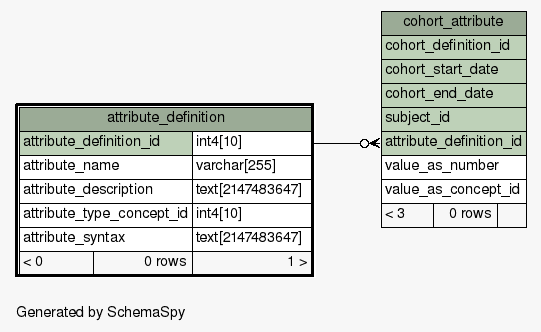 cohort_attribute
cohort_definition_id
cohort_start_date
cohort_end_date
subject_id
attribute_definition_id
value_as_number
value_as_concept_id
< 3 0 rows
attribute_definition
attribute_definition_id int4[10]
attribute_name varchar[255]
attribute_description text[2147483647]
attribute_type_concept_id int4[10]
attribute_syntax text[2147483647]
< 0 0 rows 1 >
Generated by SchemaSpy